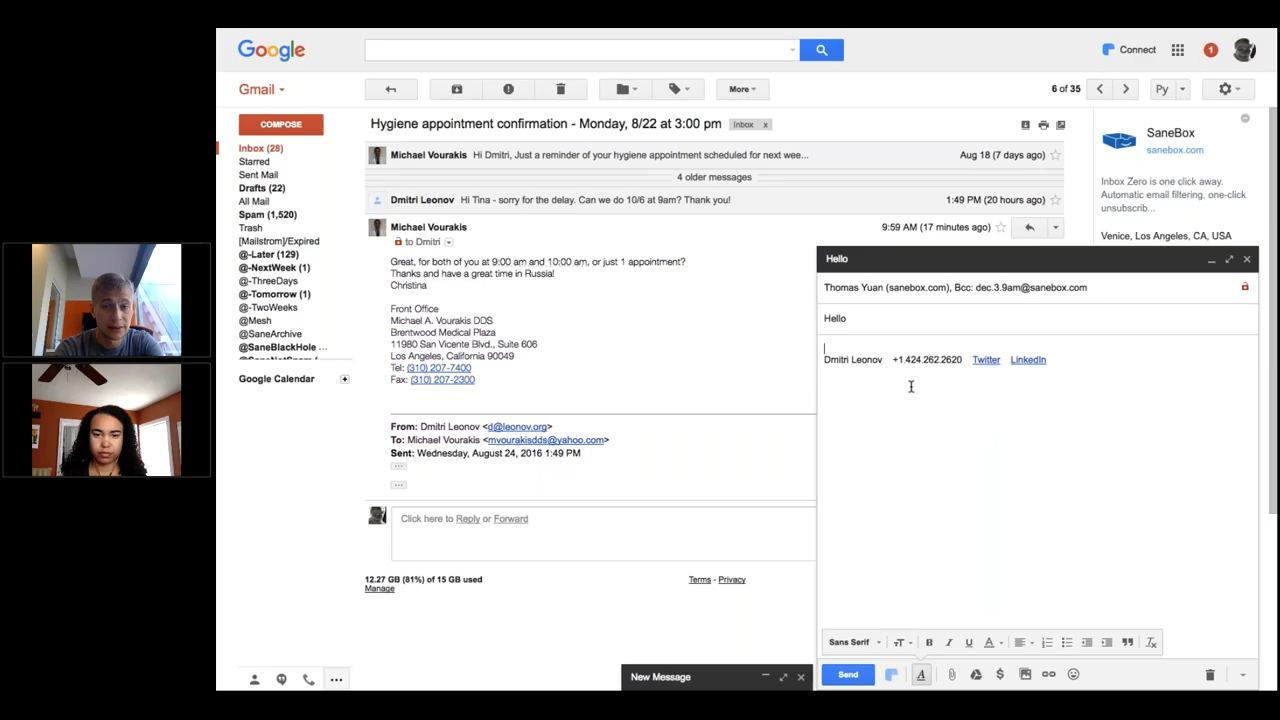 Google
Connect
1
Gmail
More
6 of 35
Py
COMPOSE
Hygiene appointment confirmation - Monday, 8/22 at 3:00 pm
Inbox x
SaneBox
sanebox.com
Inbox (28)
Starred
Sent Mail
Drafts (22)
All Mail
Spam (1,520)
Trash
[Mailstrom]/Expired
@-Later (129)
@-NextWeek (1)
@-ThreeDays
@-Tomorrow (1)
@-TwoWeeks
@Mesh
@SaneArchive
@SaneBlackHole ...
Google Calendar
Michael Vourakis Hi Dmitri, Just a reminder of your hygiene appointment scheduled for next wee... Aug 18 (7 days ago)
4 older messages
Dmitri Leonov Hi Tina - sorry for the delay. Can we do 10/6 at 9am? Thank you! 1:49 PM (20 hours ago)
Michael Vourakis 9:59 AM (17 minutes ago)
to Dmitri
Great, for both of you at 9:00 am and 10:00 am, or just 1 appointment?
Thanks and have a great time in Russia!
Christina
Front Office
Michael A. Vourakis DDS
Brentwood Medical Plaza
11980 San Vicente Blvd., Suite 606
Los Angeles, California 90049
Tel: (310) 207-7400
Fax: (310) 207-2300
From: Dmitri Leonov <d@leonov.org>
To: Michael Vourakis <mvourakisdds@yahoo.com>
Sent: Wednesday, August 24, 2016 1:49 PM
Click here to Reply or Forward
12.27 GB (81%) of 15 GB used
Manage
Terms - Privacy
Inbox Zero is one click away.
Automatic email filtering, one-click
unsubscrib...
Venice, Los Angeles, CA, USA
Hello
Thomas Yuan (sanebox.com), Bcc: dec.3.9am@sanebox.com
Hello
Dmitri Leonov +1.424.262.2620 Twitter LinkedIn
Sans Serif
B I U A
Send
A
New Message